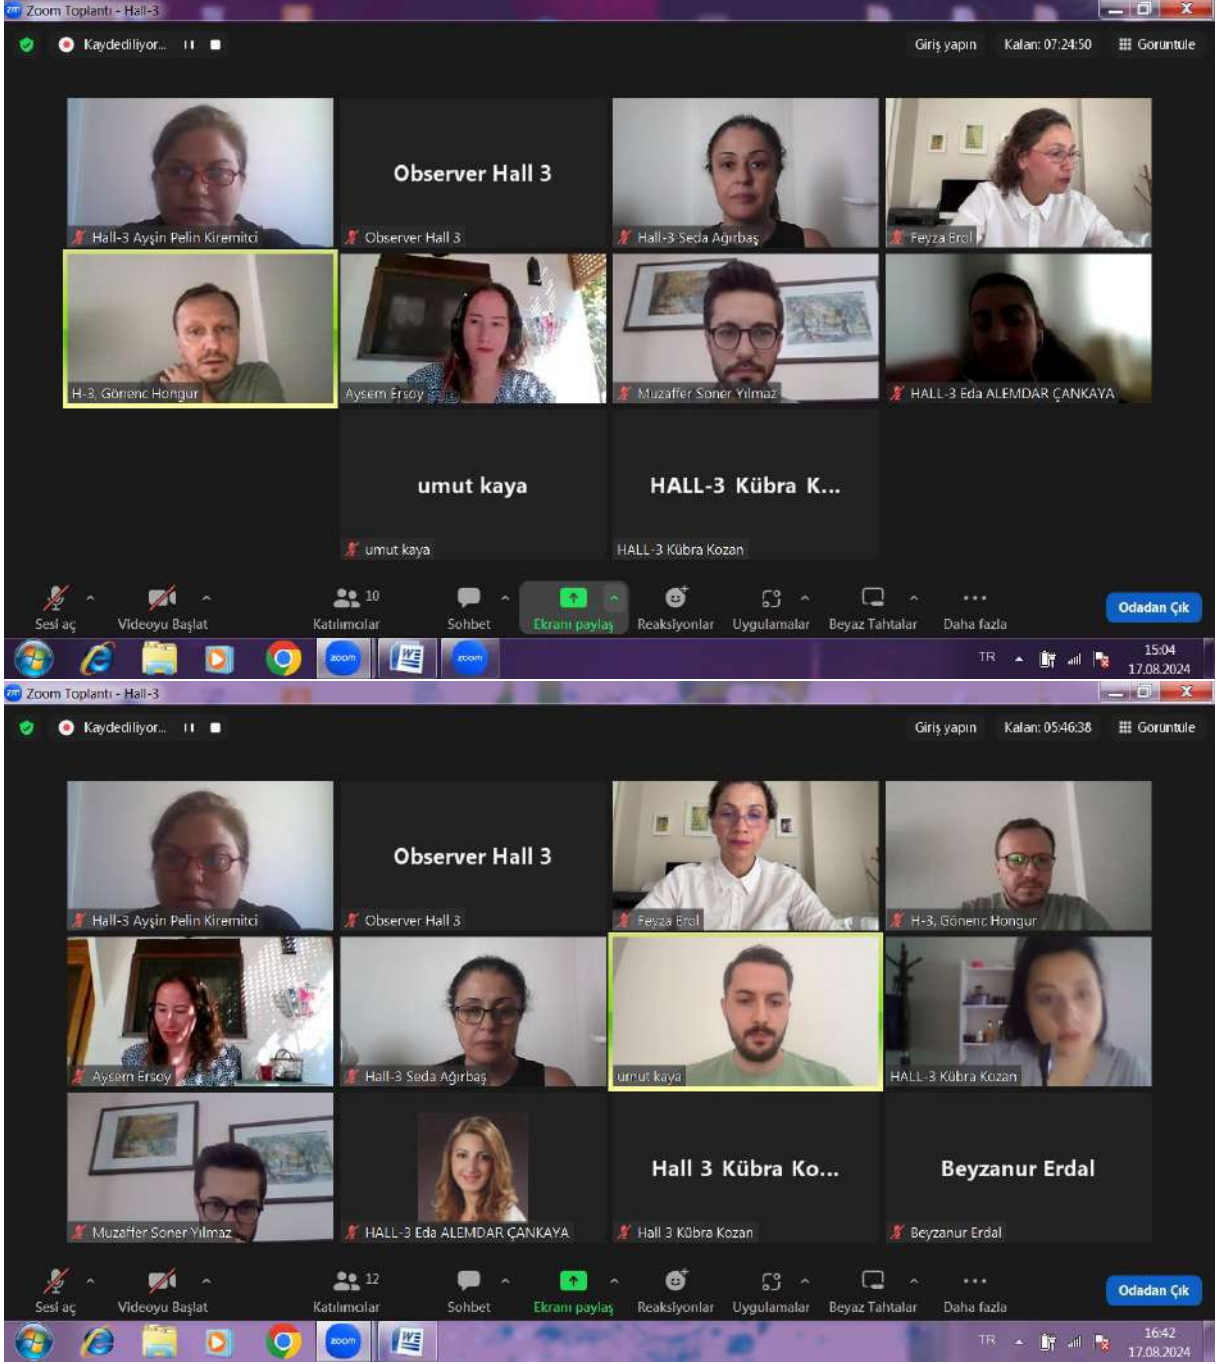 Zoom Toplantı - Hall-3
Kaydediliyor...
Giriş yapın
Kalan: 07:24:50
Goruntule
Hall-3 Ayşin Pelin Kiremitci
Observer Hall 3
Observer Hall 3
Hall-3 Seda Ağırbaş
Feyza Erol
H-3, Gönenc Hongur
Aysem Ersoy
Muzaffer Soner Yılmaz
HALL-3 Eda ALEMDAR ÇANKAYA
umut kaya
umut kaya
HALL-3 Kübra K...
HALL-3 Kübra Kozan
10
Sesi aç
Videoyu Başlat
Katılımcılar
Sohbet
Ekranı paylaş
Reaksiyonlar
Uygulamalar
Beyaz Tahtalar
Daha fazla
Odadan Çık
zoom
zoom
TR
15:04
17.08.2024
Zoom Toplantı - Hall-3
Kaydediliyor...
Giriş yapın
Kalan: 05:46:38
Goruntule
Hall-3 Ayşin Pelin Kiremitci
Observer Hall 3
Observer Hall 3
Feyza Erol
H-3, Gönenc Hongur
Aysem Ersoy
Hall-3 Seda Ağırbaş
umut kaya
HALL-3 Kübra Kozan
Muzaffer Soner Yılmaz
HALL-3 Eda ALEMDAR ÇANKAYA
Hall 3 Kübra Ko...
Hall 3 Kübra Kozan
Beyzanur Erdal
Beyzanur Erdal
12
Sesi aç
Videoyu Başlat
Katılımcılar
Sohbet
Ekranı paylaş
Reaksiyonlar
Uygulamalar
Beyaz Tahtalar
Daha fazla
Odadan Çık
zoom
TR
16:42
17.08.2024